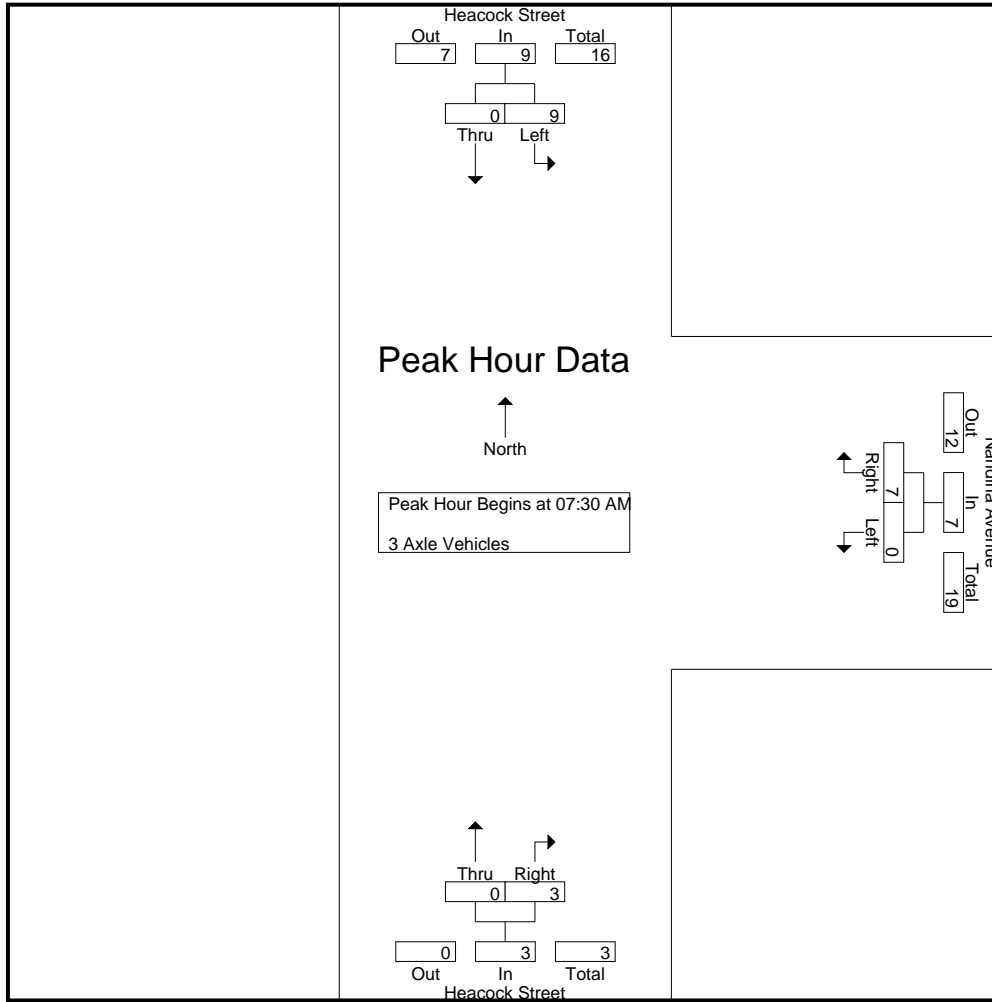 Heacock Street
Out In Total
7 9 16
0 9
Thru Left
Peak Hour Data
North
Peak Hour Begins at 07:30 AM
3 Axle Vehicles
Nandina Avenue
Out In Total
12 7 19
7 0
Right Left
Thru Right
0 3
0 3 3
Out In Total
Heacock Street